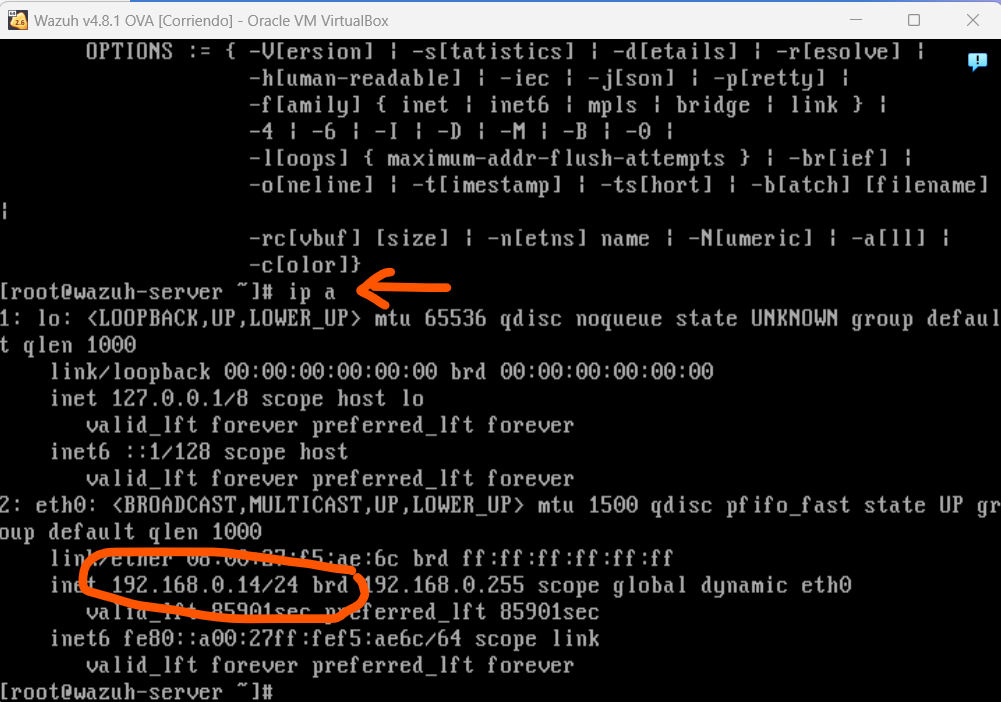 Wazuh v4.8.1 OVA [Corriendo] - Oracle VM VirtualBox
OPTIONS := { -V[ersion] | -s[tatistics] | -d[etails] | -r[esolve] |
-h[uman-readable] | -iec | -j[son] | -p[retty] |
-f[amily] { inet | inet6 | mpls | bridge | link } |
-4 | -6 | -I | -D | -M | -B | -0 |
-l[oops] { maximum-addr-flush-attempts } | -br[ief] |
-o[neline] | -t[imestamp] | -ts[hort] | -b[atch] [filename]
|
-rc[vbuf] [size] | -n[etns] name | -N[umeric] | -a[ll] |
-c[olor]}
[root@wazuh-server ~]# ip a
1: lo: <LOOPBACK,UP,LOWER_UP> mtu 65536 qdisc noqueue state UNKNOWN group defaul
t qlen 1000
link/loopback 00:00:00:00:00:00 brd 00:00:00:00:00:00
inet 127.0.0.1/8 scope host lo
valid_lft forever preferred_lft forever
inet6 ::1/128 scope host
valid_lft forever preferred_lft forever
2: eth0: <BROADCAST,MULTICAST,UP,LOWER_UP> mtu 1500 qdisc pfifo_fast state UP gr
oup default qlen 1000
link/ether 08:00:27:f5:ae:6c brd ff:ff:ff:ff:ff:ff
inet 192.168.0.14/24 brd 192.168.0.255 scope global dynamic eth0
valid_lft 85901sec preferred_lft 85901sec
inet6 fe80::a00:27ff:fef5:ae6c/64 scope link
valid_lft forever preferred_lft forever
[root@wazuh-server ~]#